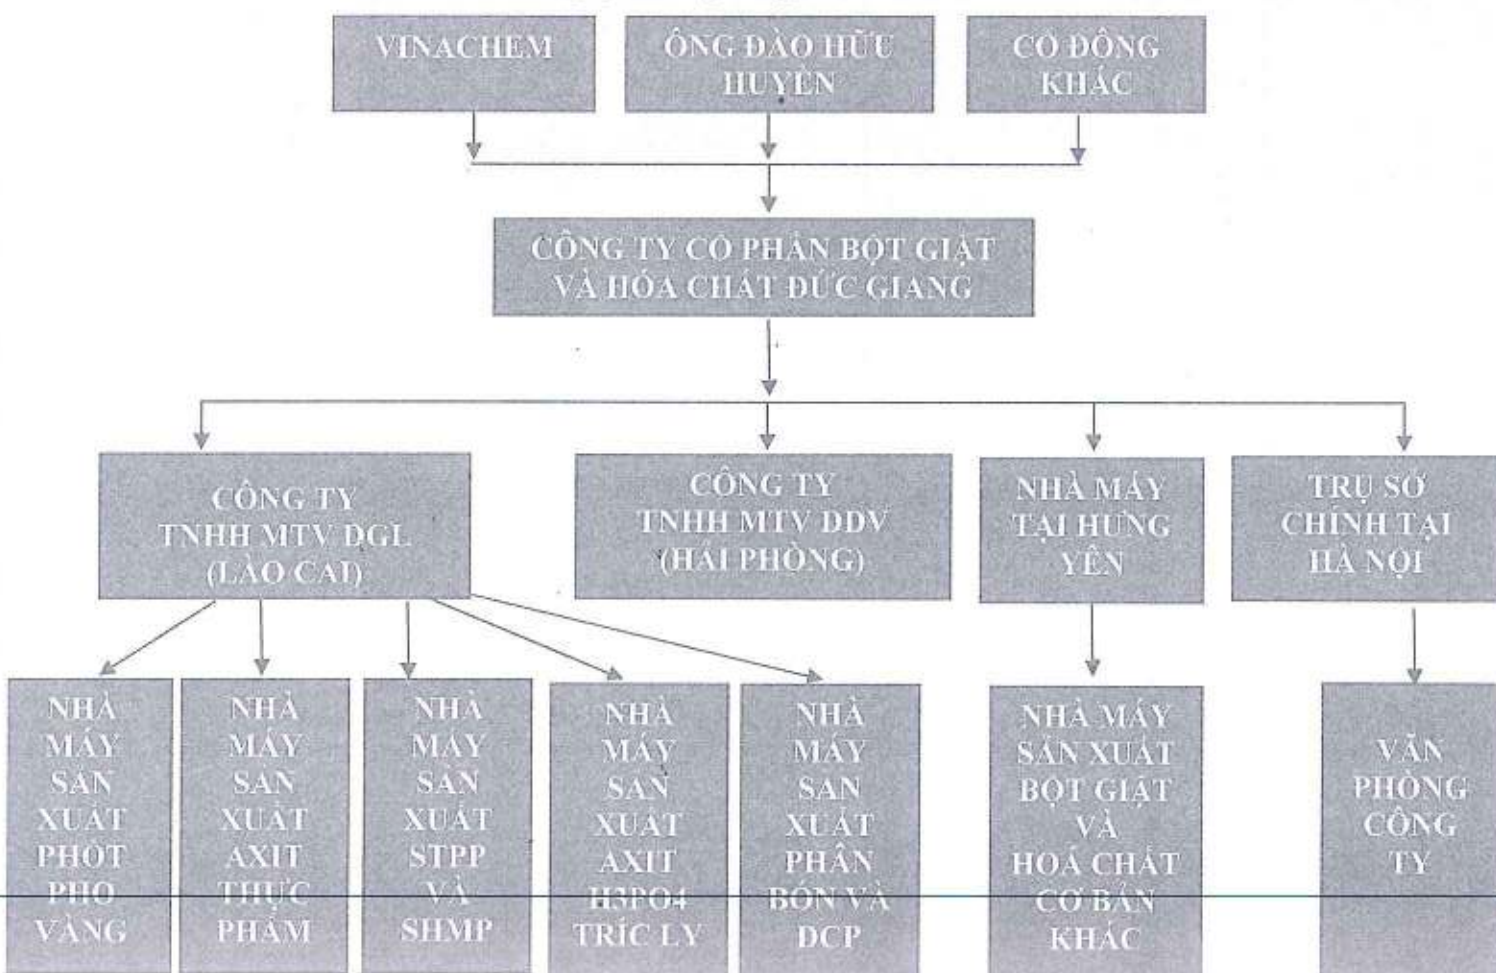 VINACHEM
ÔNG ĐÀO HỮU
HUYỀN
CỔ ĐÔNG
KHÁC
CÔNG TY CỔ PHẦN BỘT GIẶT
VÀ HÓA CHẤT ĐỨC GIANG
CÔNG TY
TNHH MTV DGL
(LÀO CAI)
CÔNG TY
TNHH MTV DDV
(HẢI PHÒNG)
NHÀ MÁY
TẠI HƯNG
YÊN
TRỤ SỞ
CHÍNH TẠI
HÀ NỘI
NHÀ
MÁY
SẢN
XUẤT
PHỐT
PHO
VÀNG
NHÀ
MÁY
SẢN
XUẤT
AXIT
THỰC
PHẨM
NHÀ
MÁY
SẢN
XUẤT
STPP
VÀ
SHMP
NHÀ
MÁY
SẢN
XUẤT
AXIT
H3PO4
TRÍC LY
NHÀ
MÁY
SẢN
XUẤT
PHÂN
BÓN VÀ
DCP
NHÀ MÁY
SẢN XUẤT
BỘT GIẶT
VÀ
HOÁ CHẤT
CƠ BẢN
KHÁC
VĂN
PHÒNG
CÔNG
TY